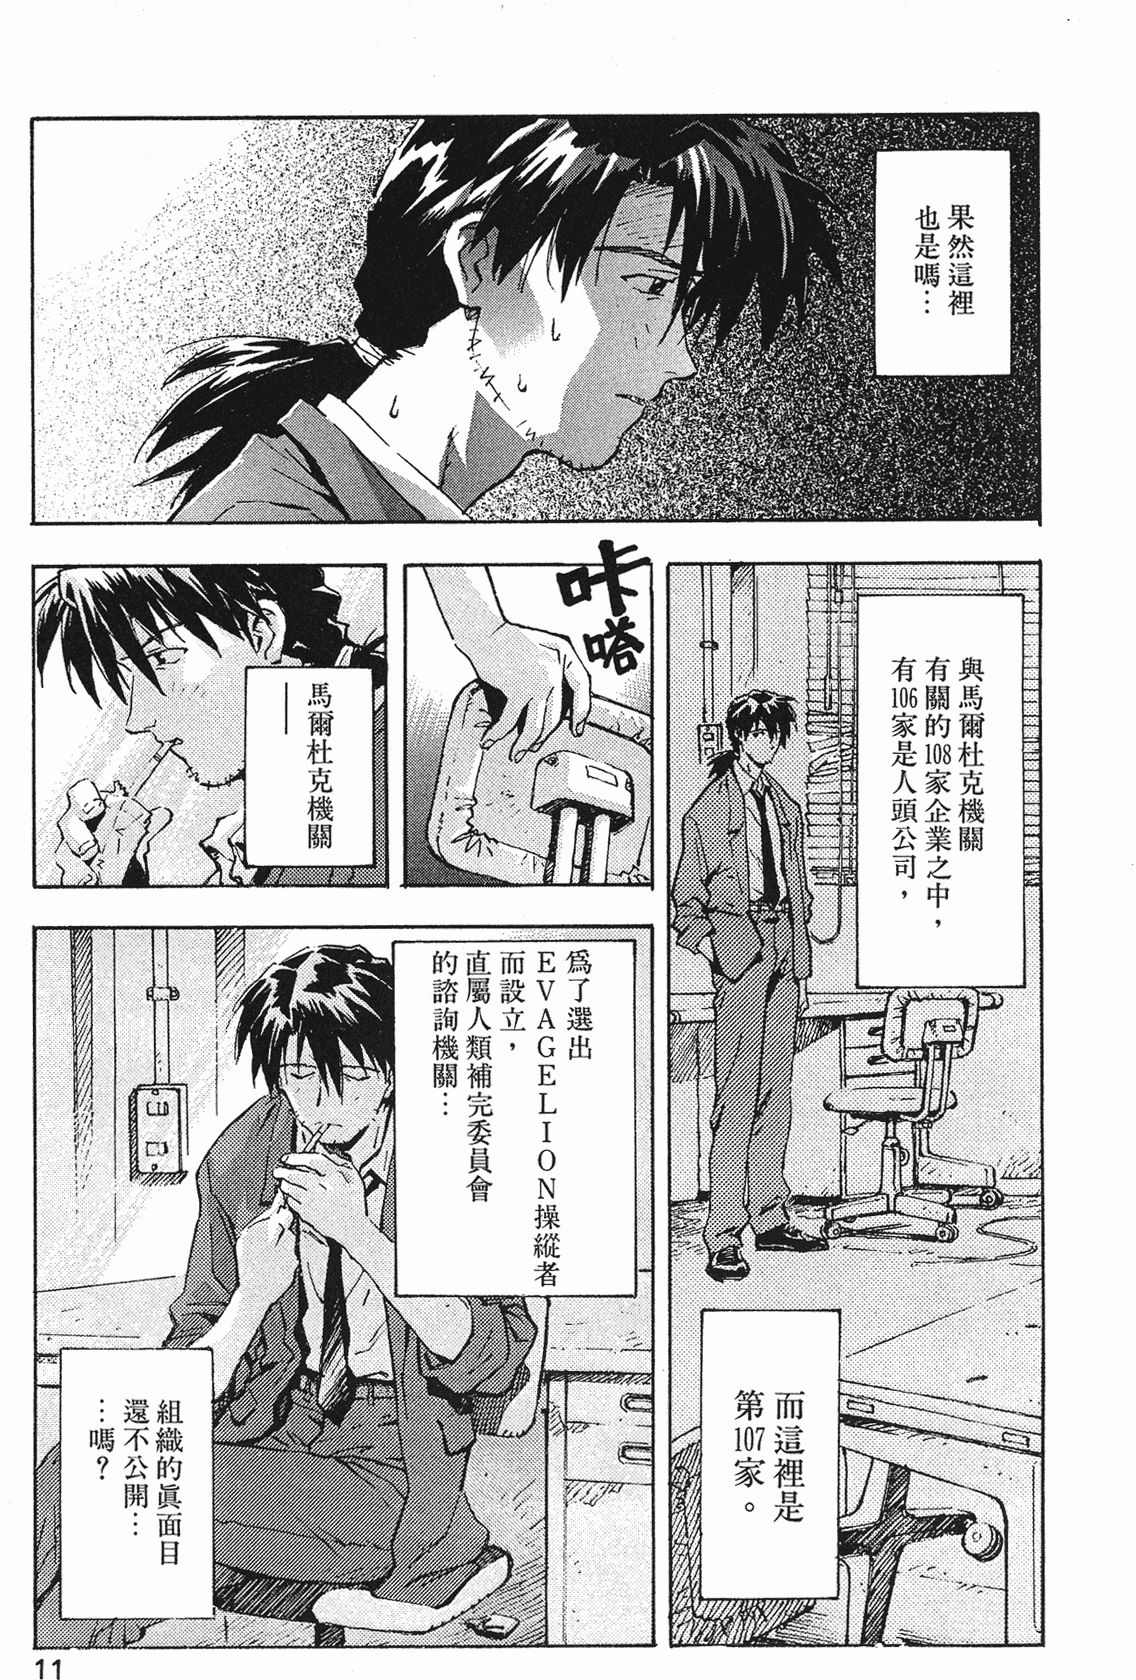 果然這裡
也是嗎…
與馬爾杜克機關
有關的108家企業之中，
有106家是人頭公司，
而這裡是
第107家。
咔嗒
馬爾杜克機關
——
為了選出
EVAGELION操縱者
而設立，
直屬人類補完委員會
的諮詢機關…
組織的真面目
還不公開…
…嗎？
11